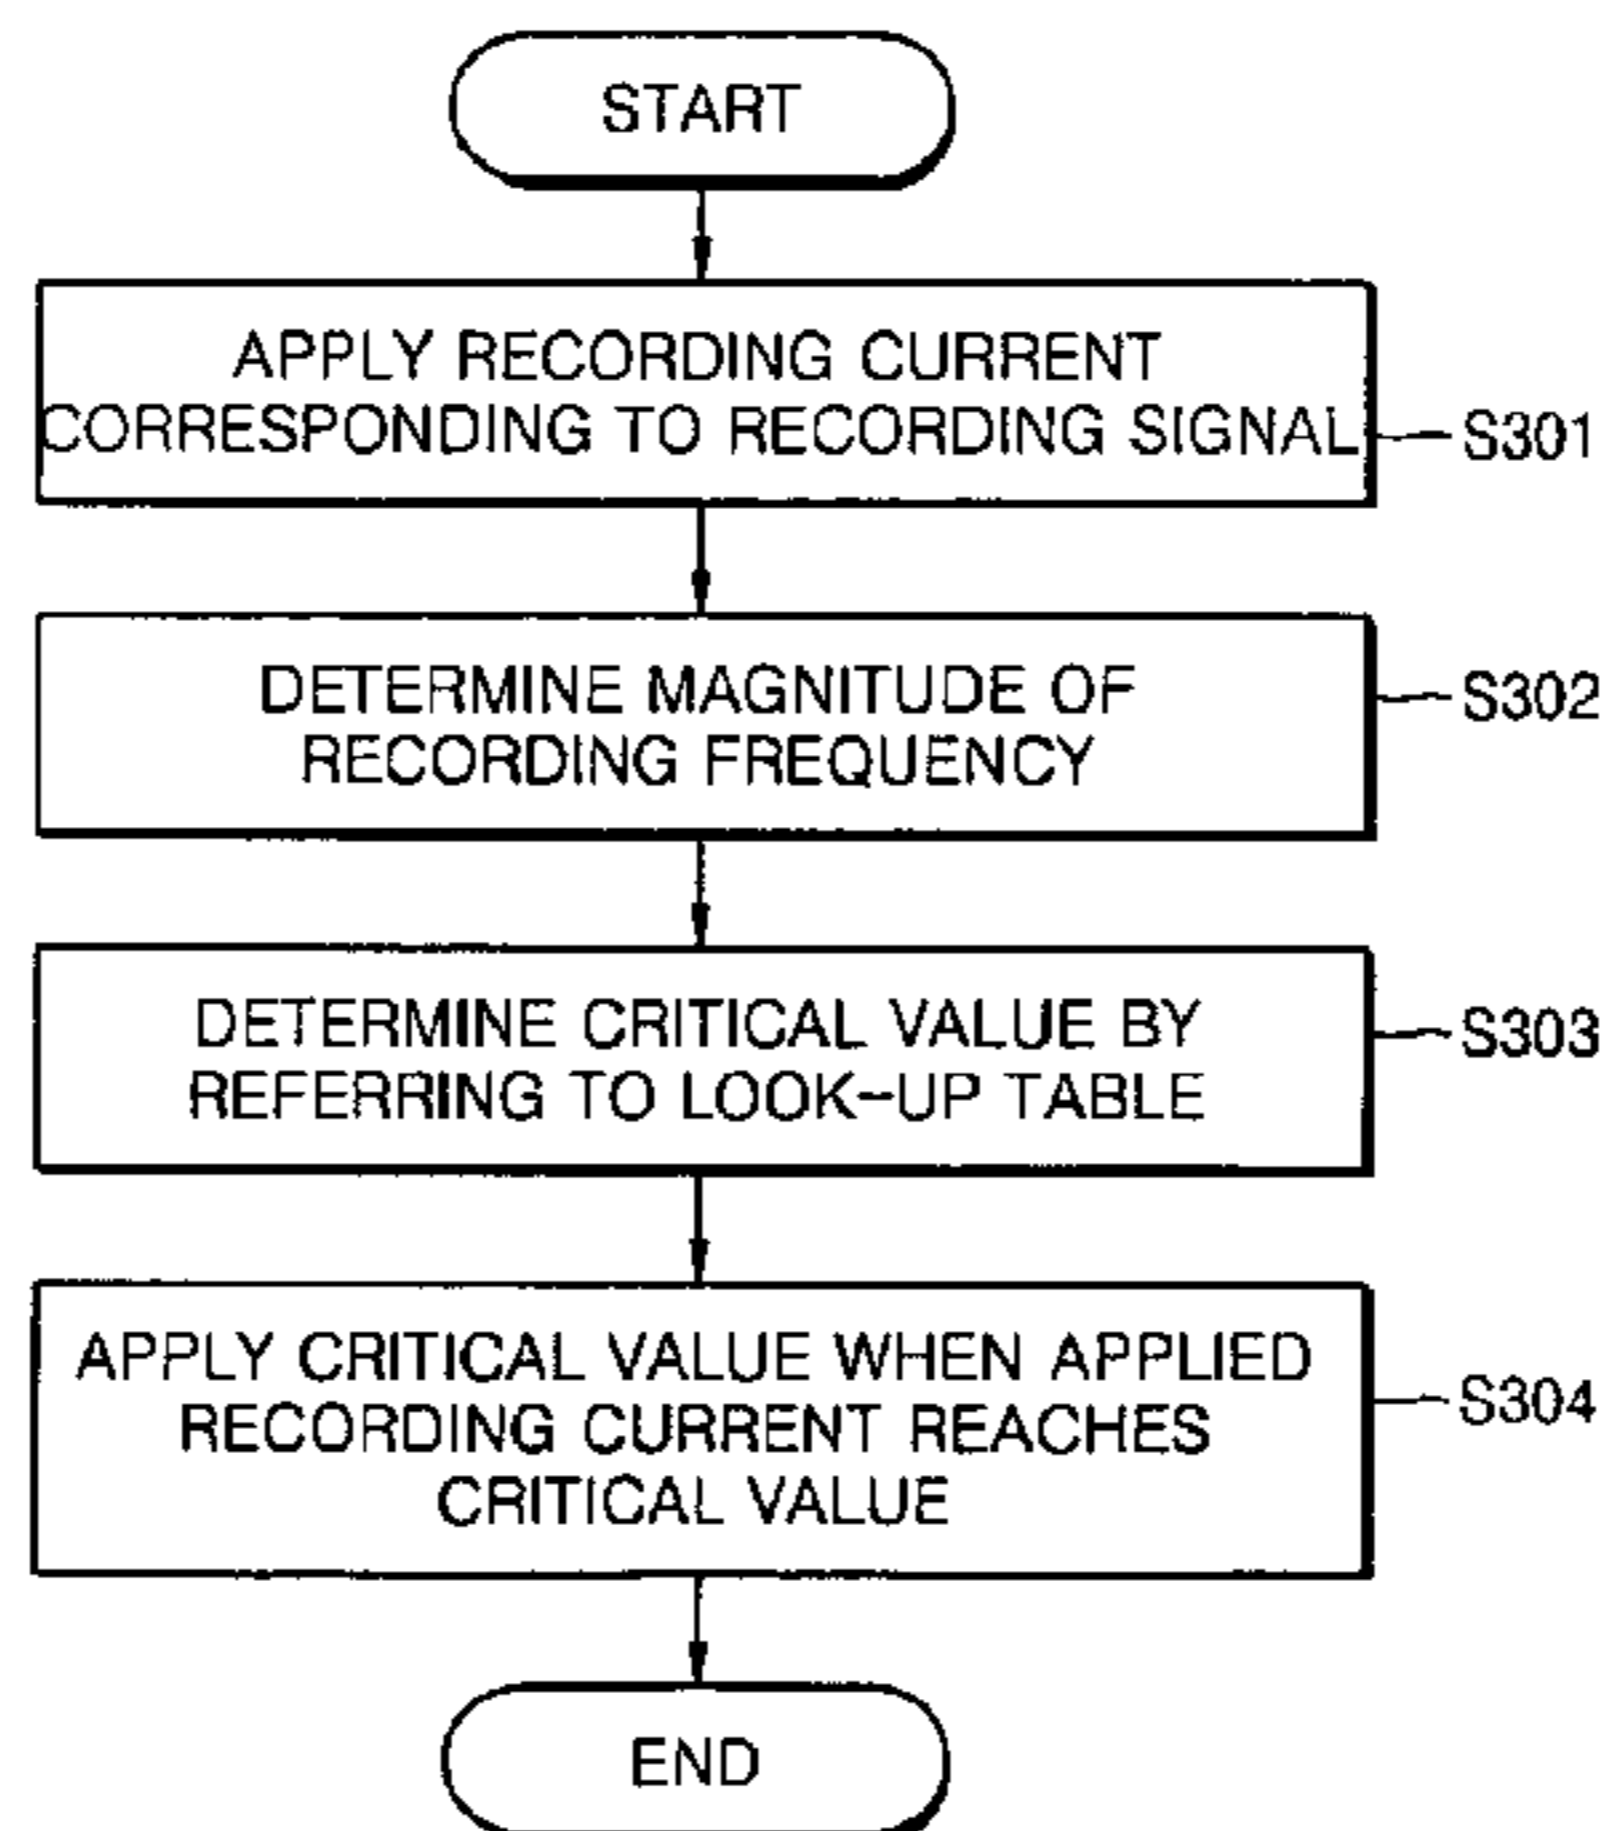 START
APPLY RECORDING CURRENT
CORRESPONDING TO RECORDING SIGNAL
S301
DETERMINE MAGNITUDE OF
RECORDING FREQUENCY
S302
DETERMINE CRITICAL VALUE BY
REFERRING TO LOOK-UP TABLE
S303
APPLY CRITICAL VALUE WHEN APPLIED
RECORDING CURRENT REACHES
CRITICAL VALUE
S304
END